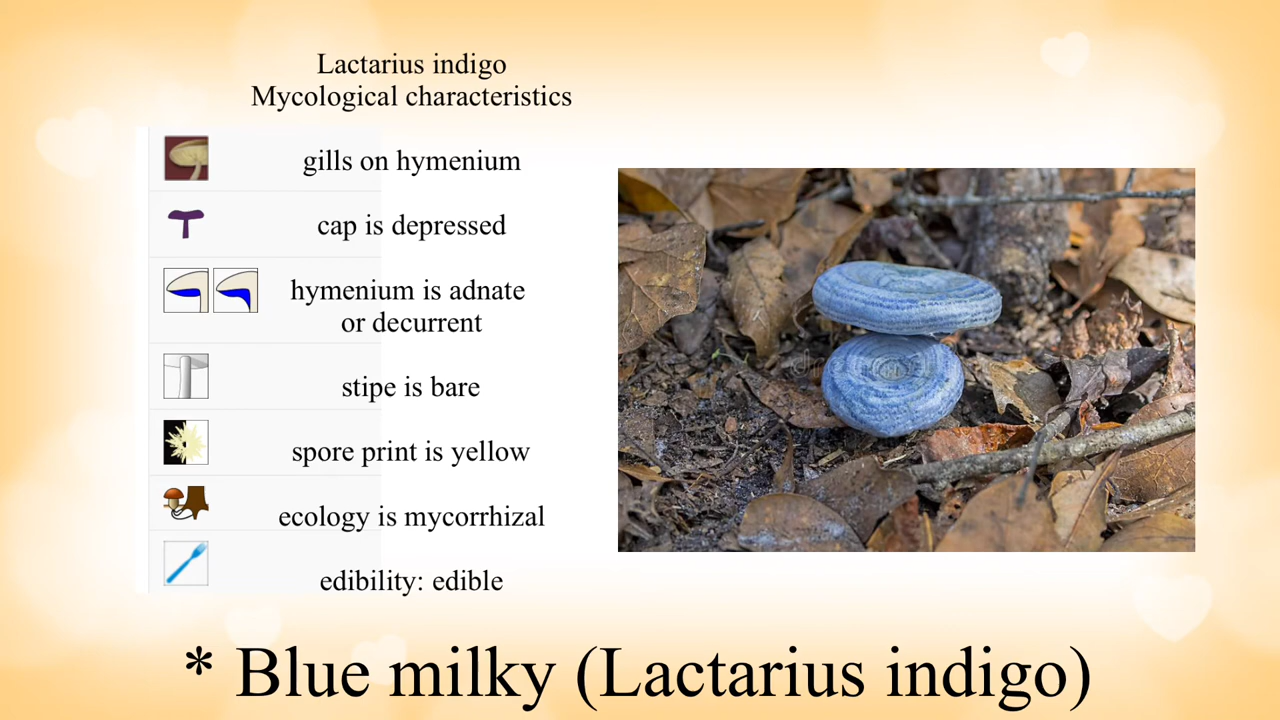 Lactarius indigo
Mycological characteristics
gills on hymenium
cap is depressed
hymenium is adnate
or decurrent
stipe is bare
spore print is yellow
ecology is mycorrhizal
edibility: edible
* Blue milky (Lactarius indigo)